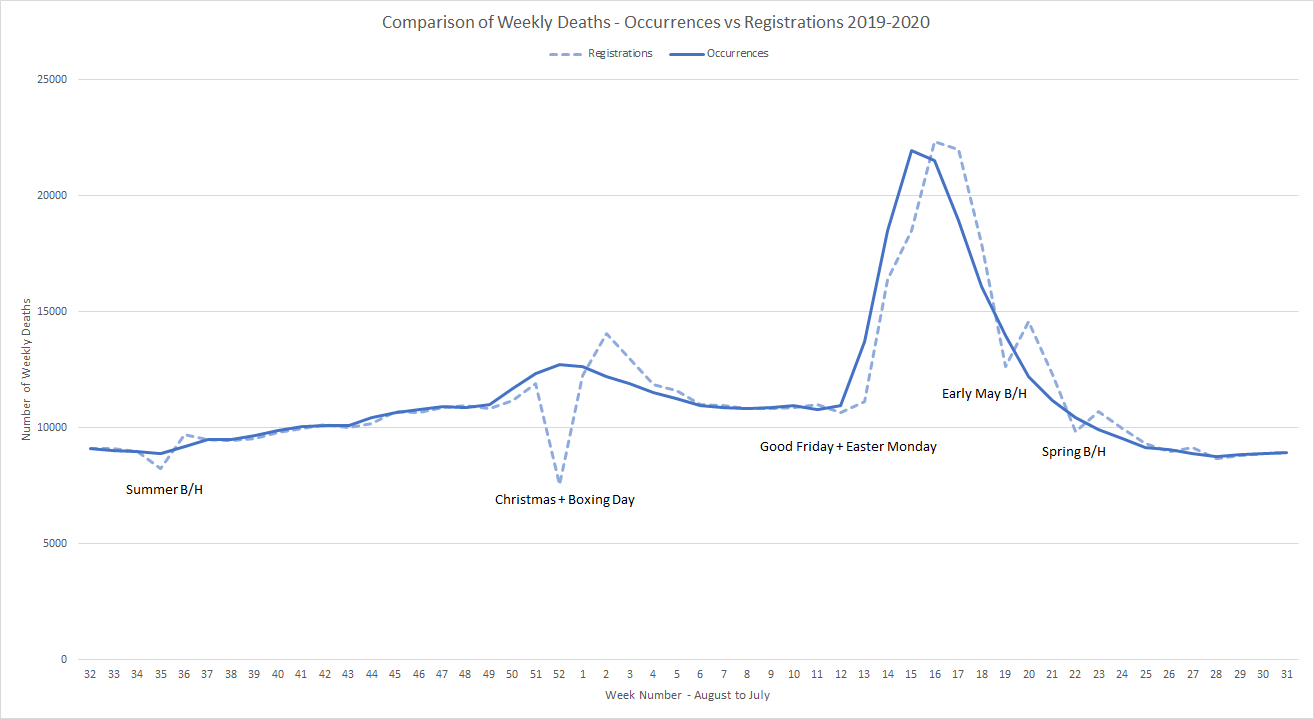 Comparison of Weekly Deaths - Occurrences vs Registrations 2019-2020
Registrations Occurrences
25000
20000
15000
10000
5000
0
Number of Weekly Deaths
Summer B/H
Christmas + Boxing Day
Good Friday + Easter Monday
Early May B/H
Spring B/H
32 33 34 35 36 37 38 39 40 41 42 43 44 45 46 47 48 49 50 51 52 1 2 3 4 5 6 7 8 9 10 11 12 13 14 15 16 17 18 19 20 21 22 23 24 25 26 27 28 29 30 31
Week Number - August to July